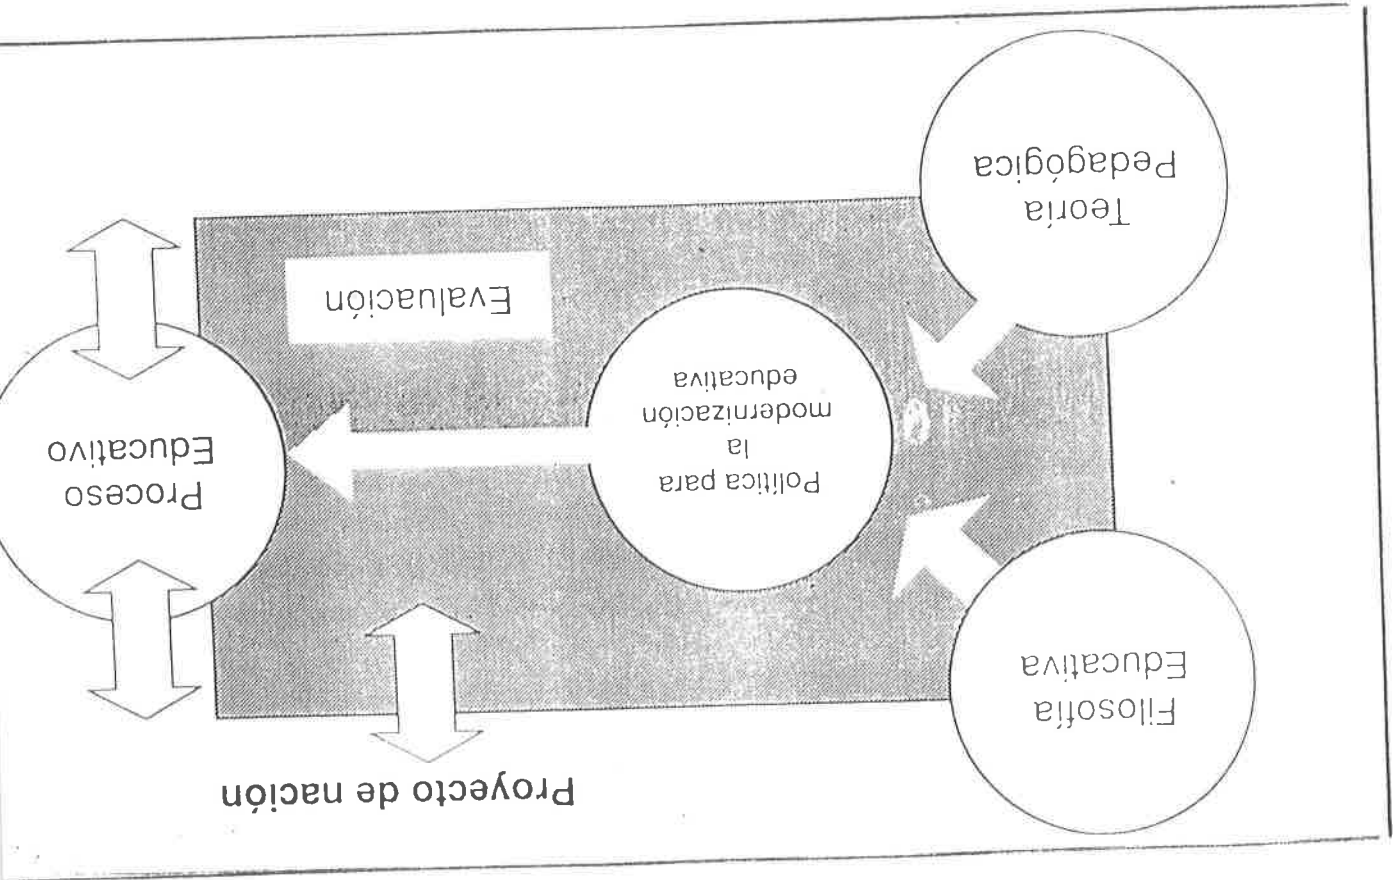 Proyecto de nación
Filosofía
Educativa
Política para
la
modernización
educativa
Proceso
Educativo
Evaluación
Teoría
Pedagógica